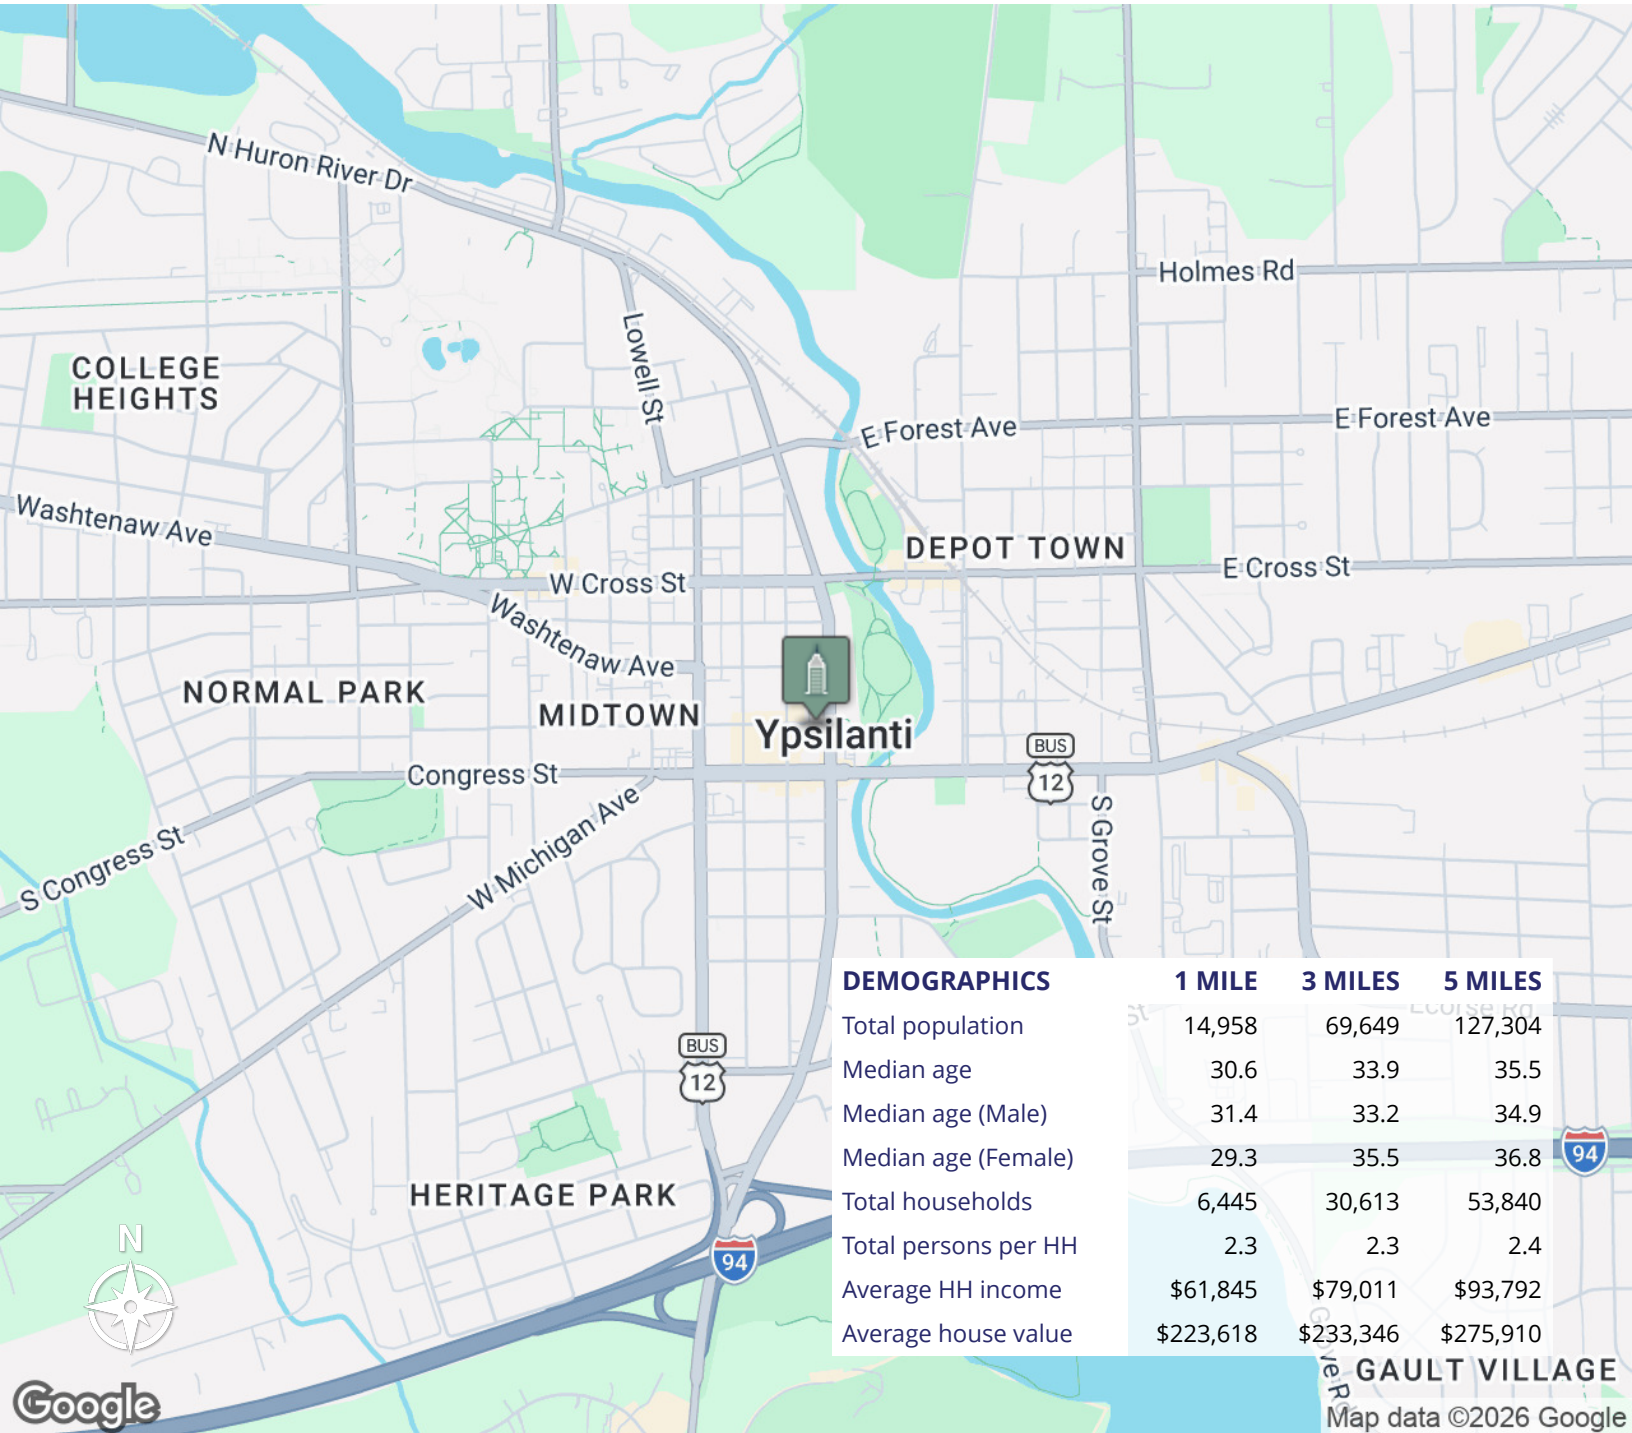 N Huron River Dr
Holmes Rd
Lowell St
COLLEGE
HEIGHTS
E Forest Ave
E Forest Ave
Washtenaw Ave
DEPOT TOWN
E Cross St
W Cross St
Washtenaw Ave
NORMAL PARK
MIDTOWN
Ypsilanti
BUS
12
Congress St
S Grove St
W Michigan Ave
S Congress St
DEMOGRAPHICS 1 MILE 3 MILES 5 MILES
St Ecorse Rd
Total population 14,958 69,649 127,304
Median age 30.6 33.9 35.5
Median age (Male) 31.4 33.2 34.9
Median age (Female) 29.3 35.5 36.8
Total households 6,445 30,613 53,840
Total persons per HH 2.3 2.3 2.4
Average HH income $61,845 $79,011 $93,792
Average house value $223,618 $233,346 $275,910
BUS
12
94
HERITAGE PARK
N
94
Grove Rd
GAULT VILLAGE
Google
Map data ©2026 Google